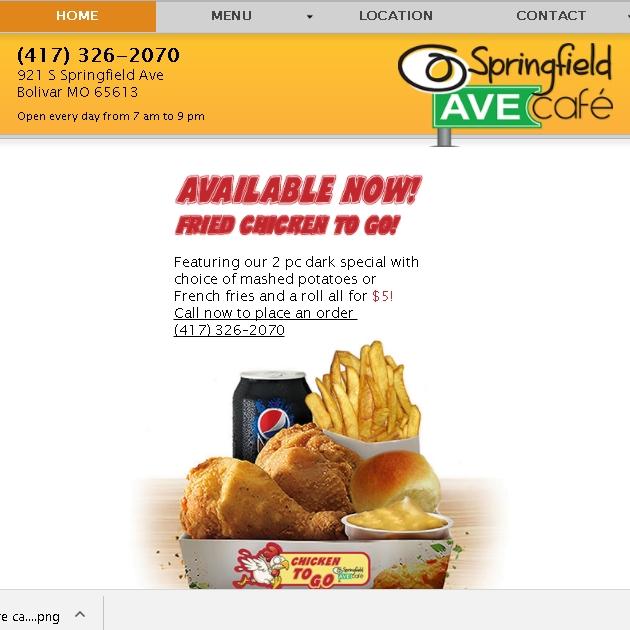 HOME MENU LOCATION CONTACT
(417) 326-2070
921 S Springfield Ave
Bolivar MO 65613
Open every day from 7 am to 9 pm
Springfield
AVE café
AVAILABLE NOW!
FRIED CHICKEN TO GO!
Featuring our 2 pc dark special with
choice of mashed potatoes or
French fries and a roll all for $5!
Call now to place an order
(417) 326-2070
CHICKEN
TO GO
Springfield
AVE café
re ca....png